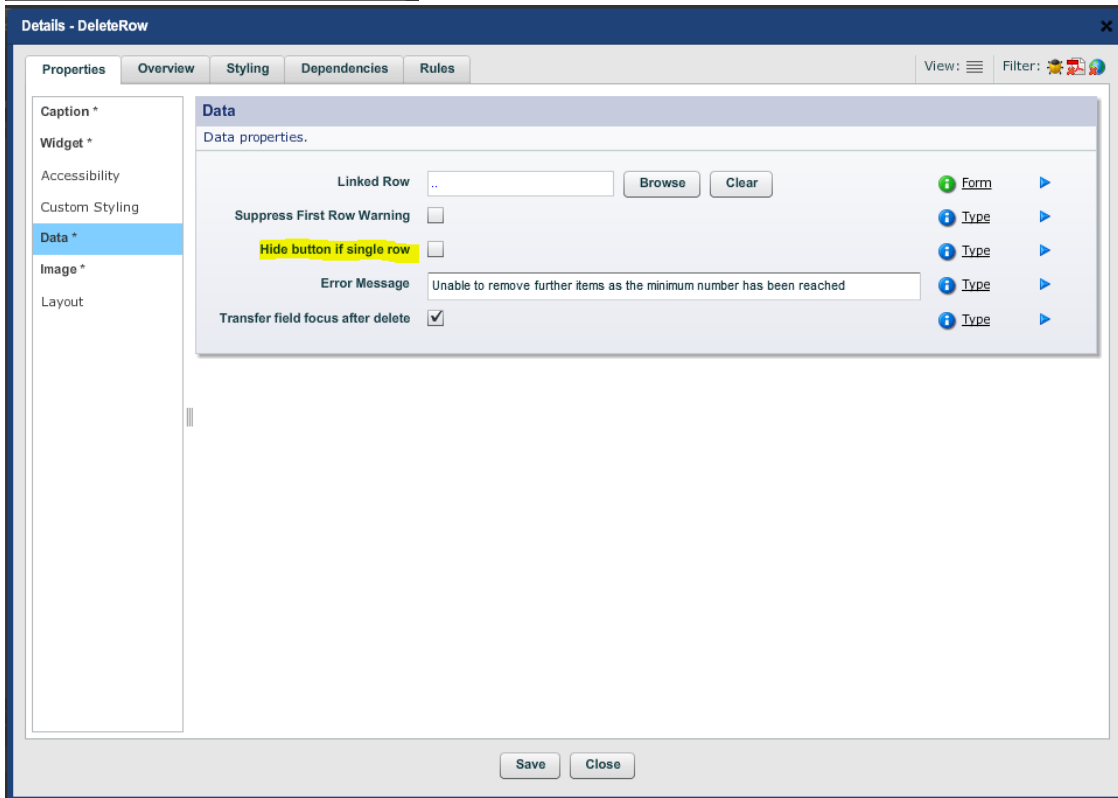 Details - DeleteRow
Properties Overview Styling Dependencies Rules View: Filter:
Caption *
Widget *
Accessibility
Custom Styling
Data *
Image *
Layout
Data
Data properties.
Linked Row .. Browse Clear Form
Suppress First Row Warning Type
Hide button if single row Type
Error Message Unable to remove further items as the minimum number has been reached Type
Transfer field focus after delete Type
Save Close